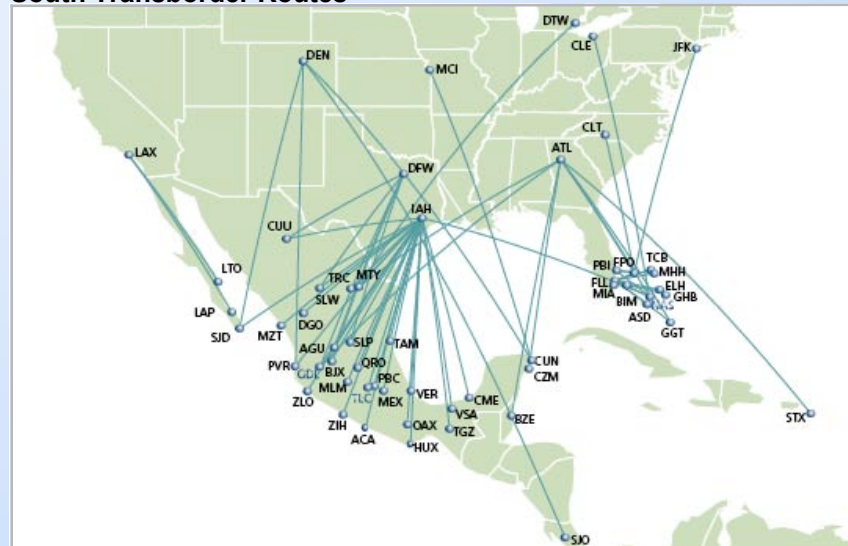 South Transborder Routes
DTW
CLE
JFK
DEN
MCI
CLT
ATL
LAX
DFW
IAH
CUU
LTO
TRC
MTY
SLW
LAP
SJD
MZT
DGO
PBI
FPO
TCB
MHH
FLL
MIA
BIM
ELH
GHB
ASD
GGT
AGU
SLP
TAM
PVR
GDL
BJX
QRO
CUN
CZM
MLM
TLC
PBC
MEX
VER
CME
ZLO
ZIH
ACA
OAX
VSA
TGZ
BZE
HUX
STX
SJO